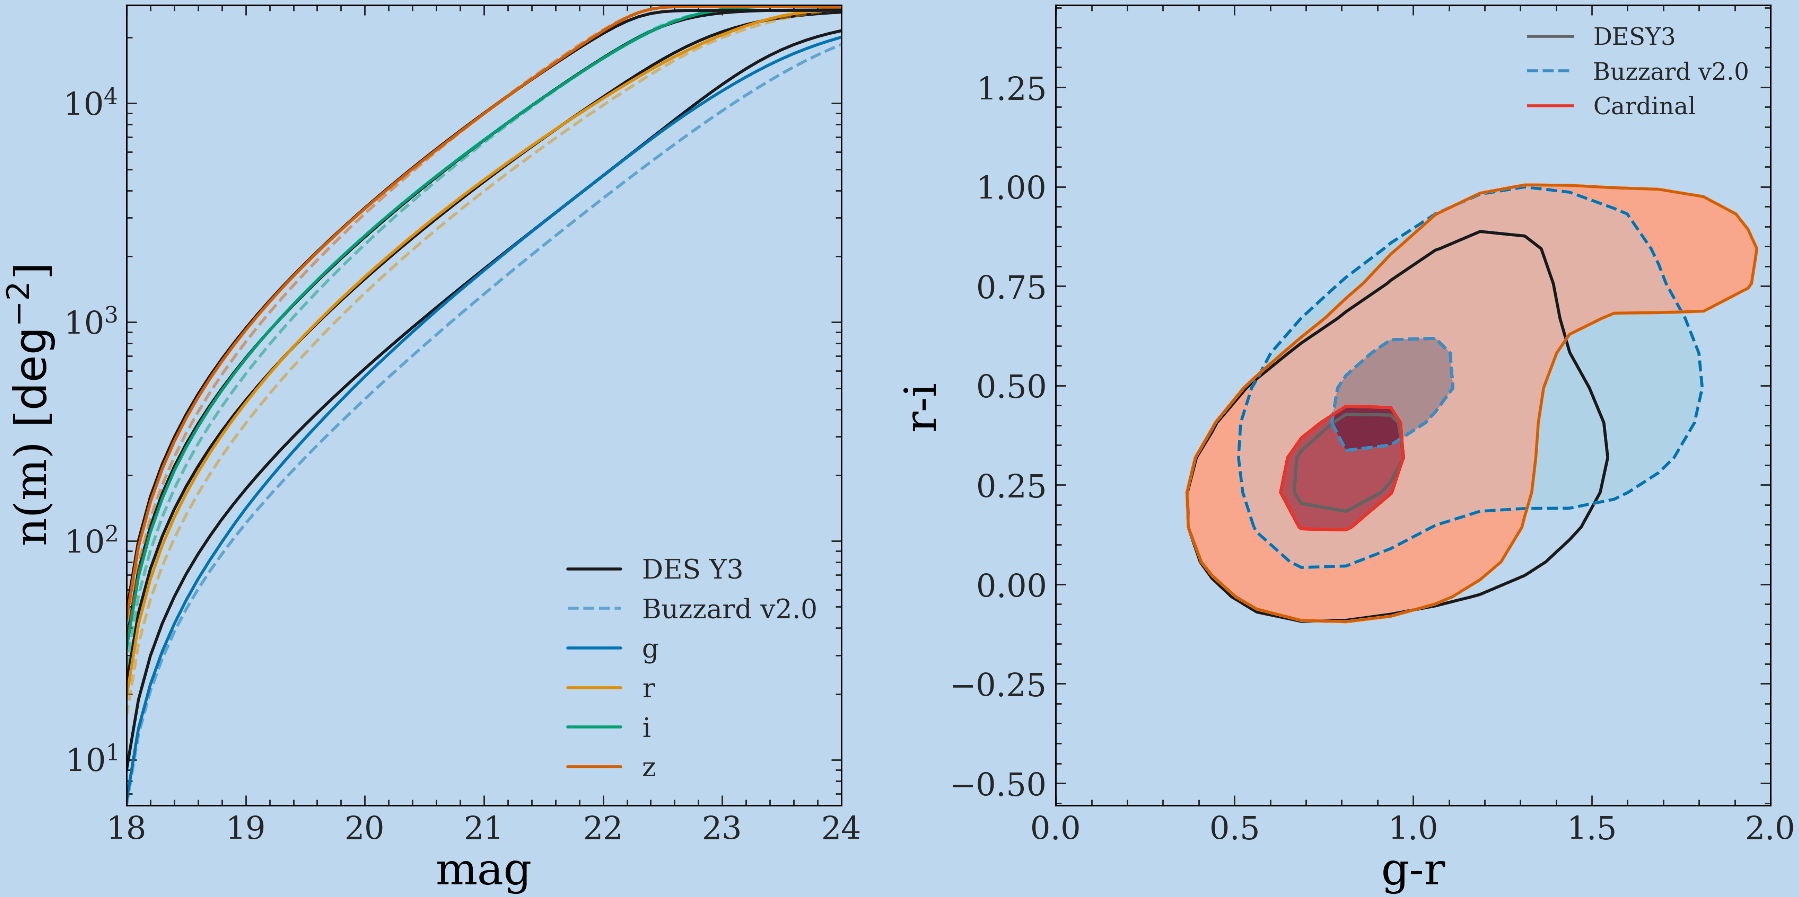 10⁴
10³
10²
10¹
n(m) [deg⁻²]
18 19 20 21 22 23 24
mag
DES Y3
Buzzard v2.0
g
r
i
z
1.25
1.00
0.75
0.50
0.25
0.00
−0.25
−0.50
r-i
0.0 0.5 1.0 1.5 2.0
g-r
DESY3
Buzzard v2.0
Cardinal